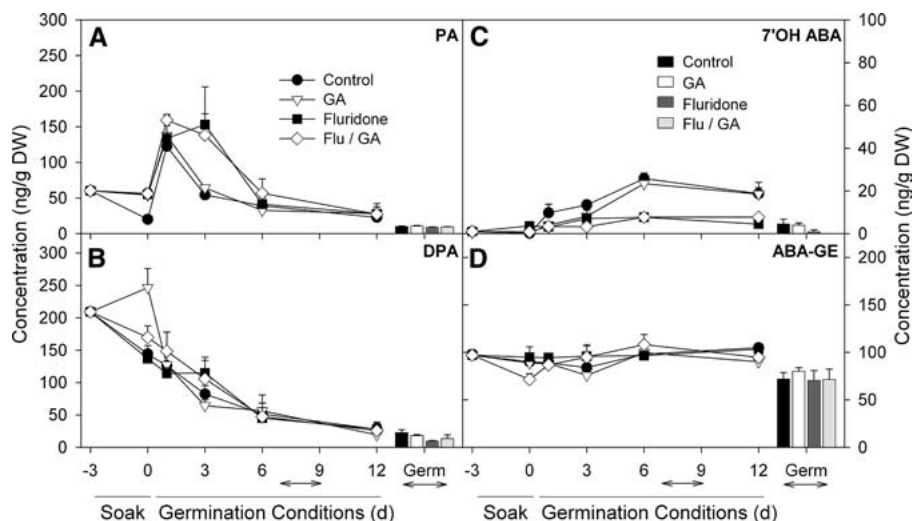 A
PA
Control
GA
Fluridone
Flu / GA
300
250
200
150
100
50
0
Concentration (ng/g DW)
C
7'OH ABA
Control
GA
Fluridone
Flu / GA
100
80
60
40
20
0
Concentration (ng/g DW)
B
DPA
300
250
200
150
100
50
0
D
ABA-GE
200
150
100
50
0
-3 0 3 6 9 12 Germ
-3 0 3 6 9 12 Germ
Soak Germination Conditions (d)
Soak Germination Conditions (d)